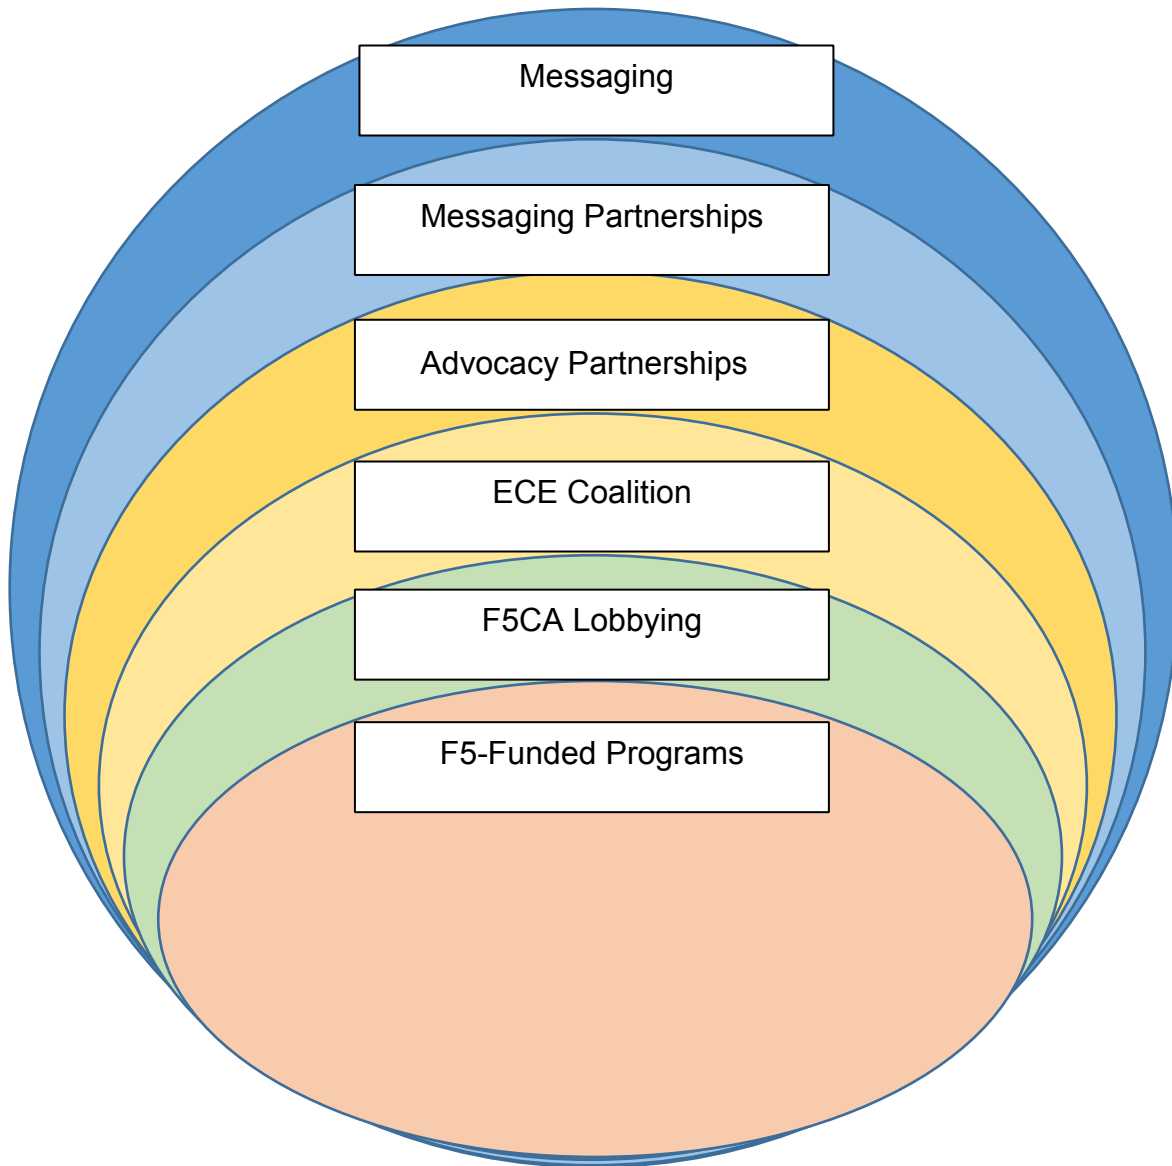 Messaging
Messaging Partnerships
Advocacy Partnerships
ECE Coalition
F5CA Lobbying
F5-Funded Programs